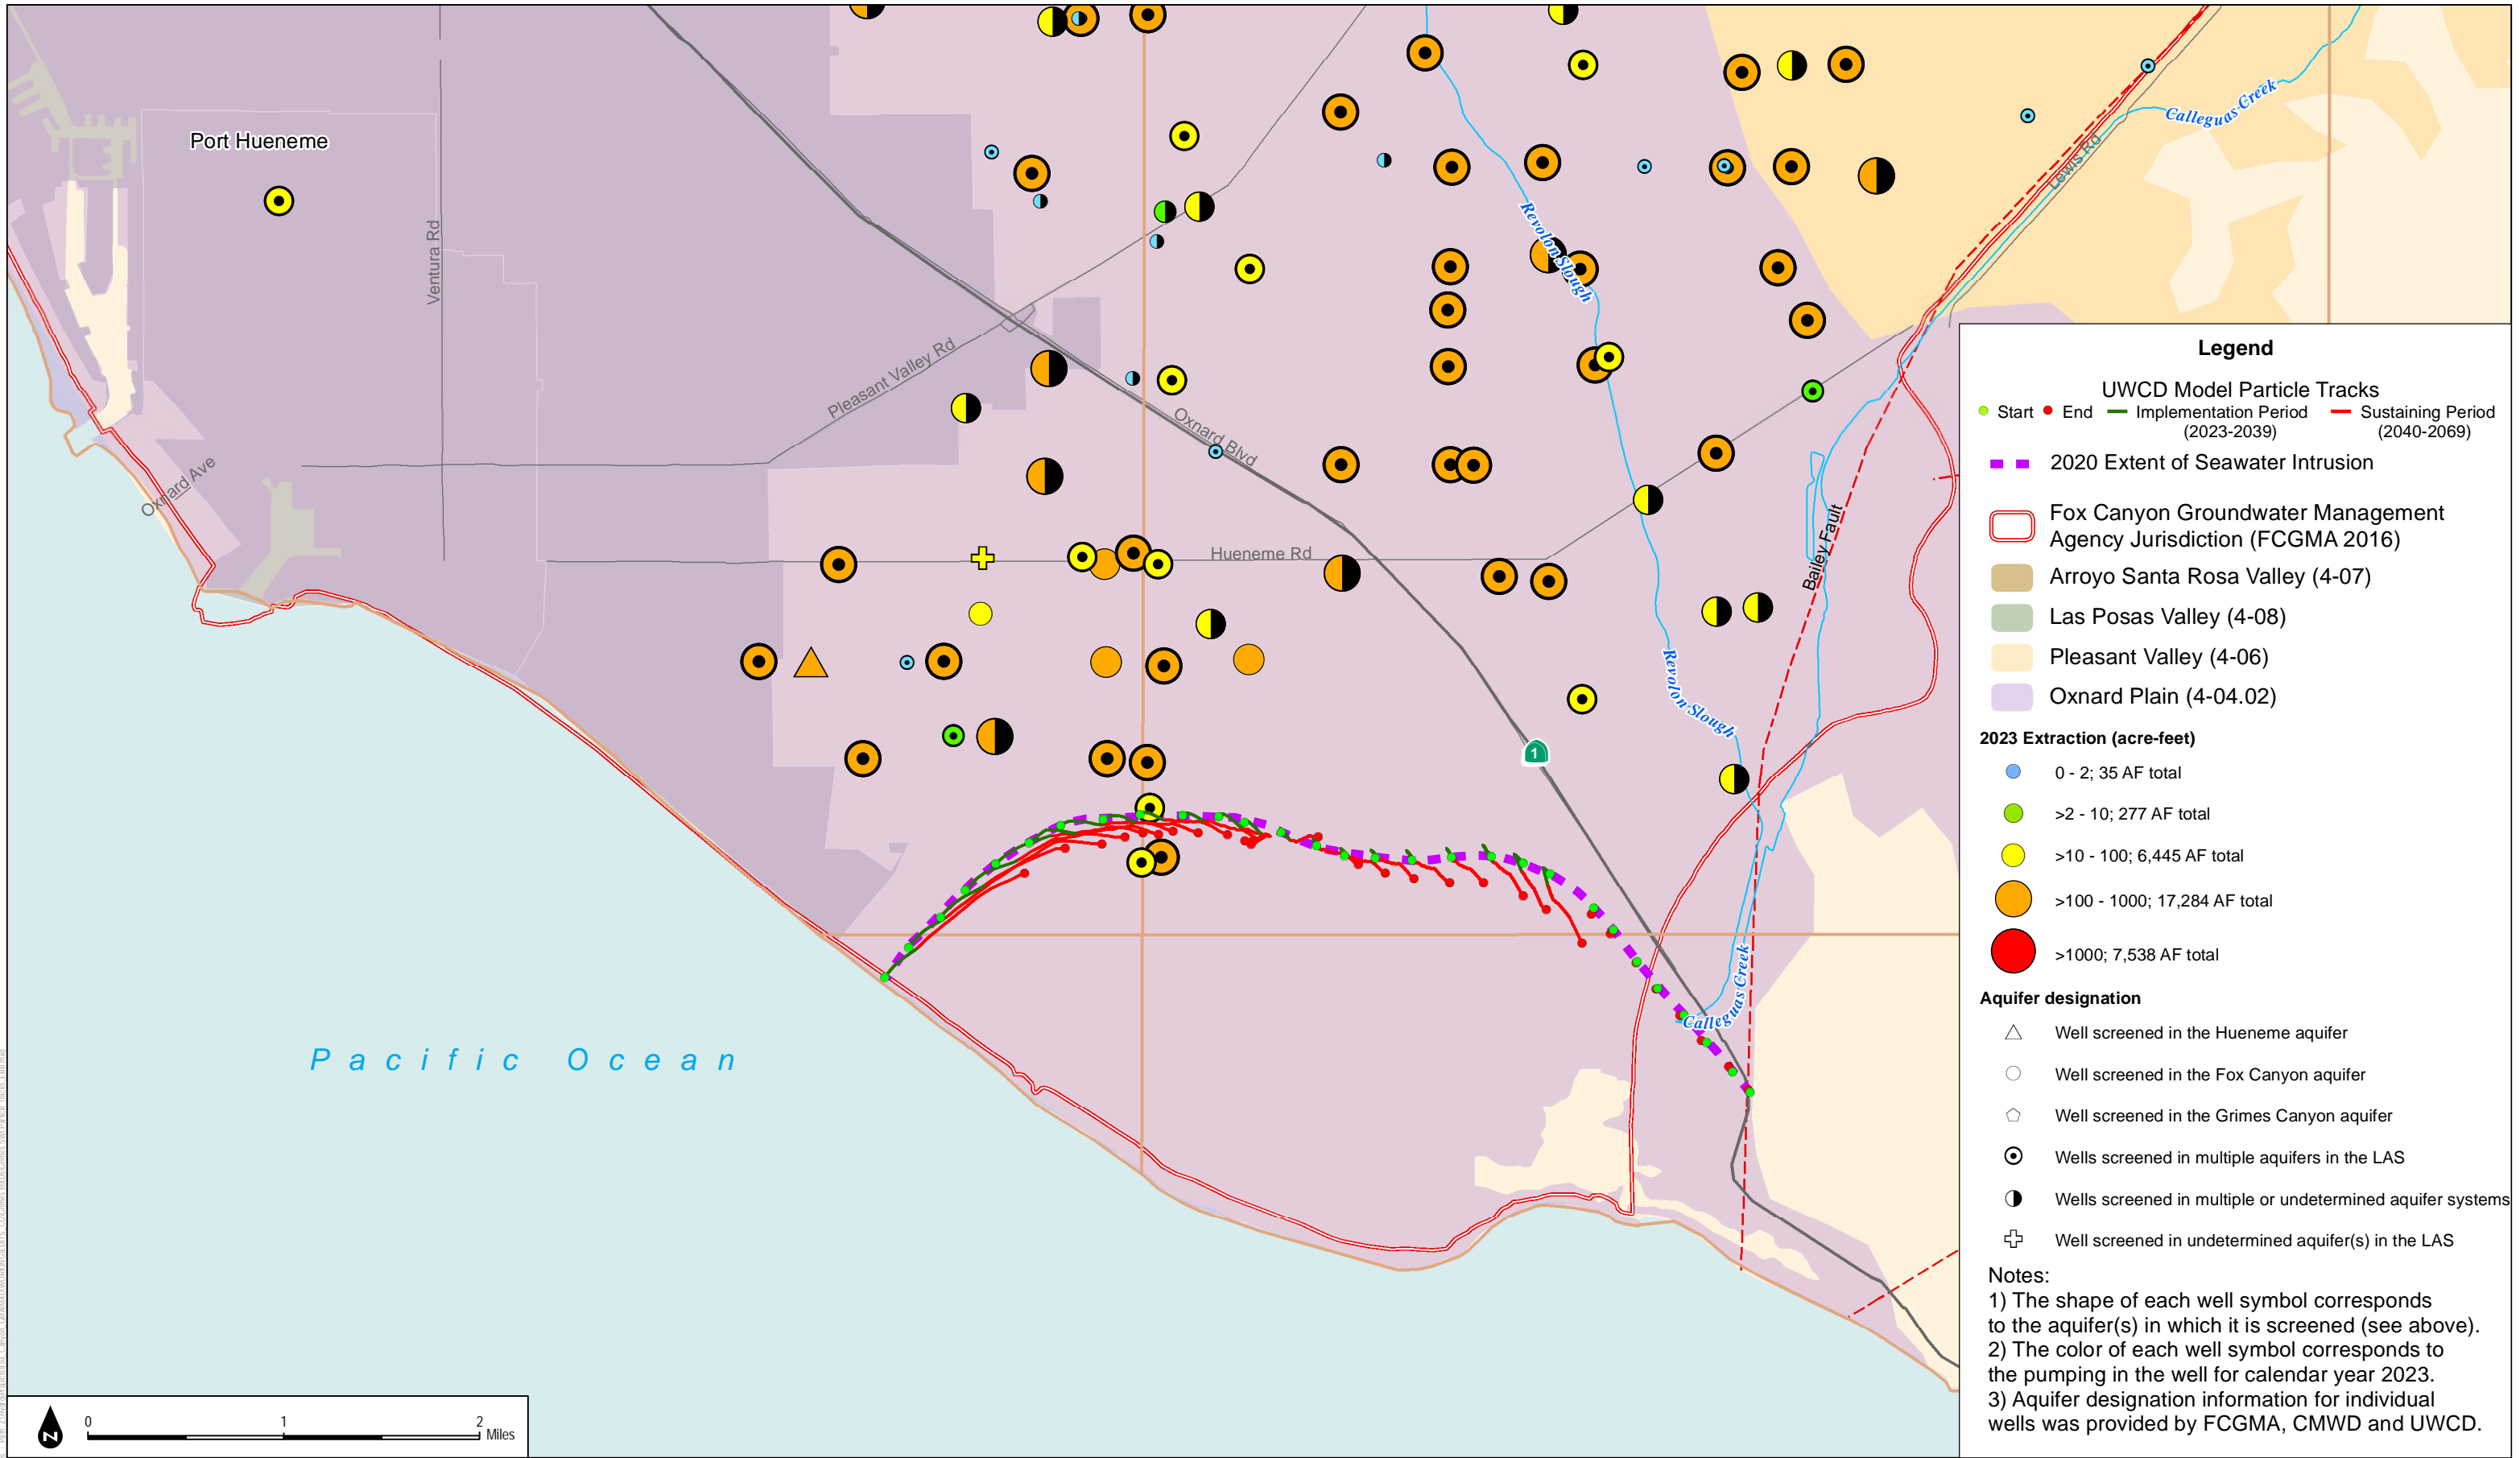 Port Hueneme
Ventura Rd
Oxnard Ave
Pleasant Valley Rd
Oxnard Blvd
Hueneme Rd
Revolon Slough
Revolon Slough
Calleguas Creek
Lewis Rd
Bailey Fault
1
Calleguas Creek
Pacific Ocean
N
0 1 2
Miles
Legend
UWCD Model Particle Tracks
Start End Implementation Period Sustaining Period
(2023-2039) (2040-2069)
2020 Extent of Seawater Intrusion
Fox Canyon Groundwater Management
Agency Jurisdiction (FCGMA 2016)
Arroyo Santa Rosa Valley (4-07)
Las Posas Valley (4-08)
Pleasant Valley (4-06)
Oxnard Plain (4-04.02)
2023 Extraction (acre-feet)
0 - 2; 35 AF total
>2 - 10; 277 AF total
>10 - 100; 6,445 AF total
>100 - 1000; 17,284 AF total
>1000; 7,538 AF total
Aquifer designation
Well screened in the Hueneme aquifer
Well screened in the Fox Canyon aquifer
Well screened in the Grimes Canyon aquifer
Wells screened in multiple aquifers in the LAS
Wells screened in multiple or undetermined aquifer systems
Well screened in undetermined aquifer(s) in the LAS
Notes:
1) The shape of each well symbol corresponds
to the aquifer(s) in which it is screened (see above).
2) The color of each well symbol corresponds to
the pumping in the well for calendar year 2023.
3) Aquifer designation information for individual
wells was provided by FCGMA, CMWD and UWCD.